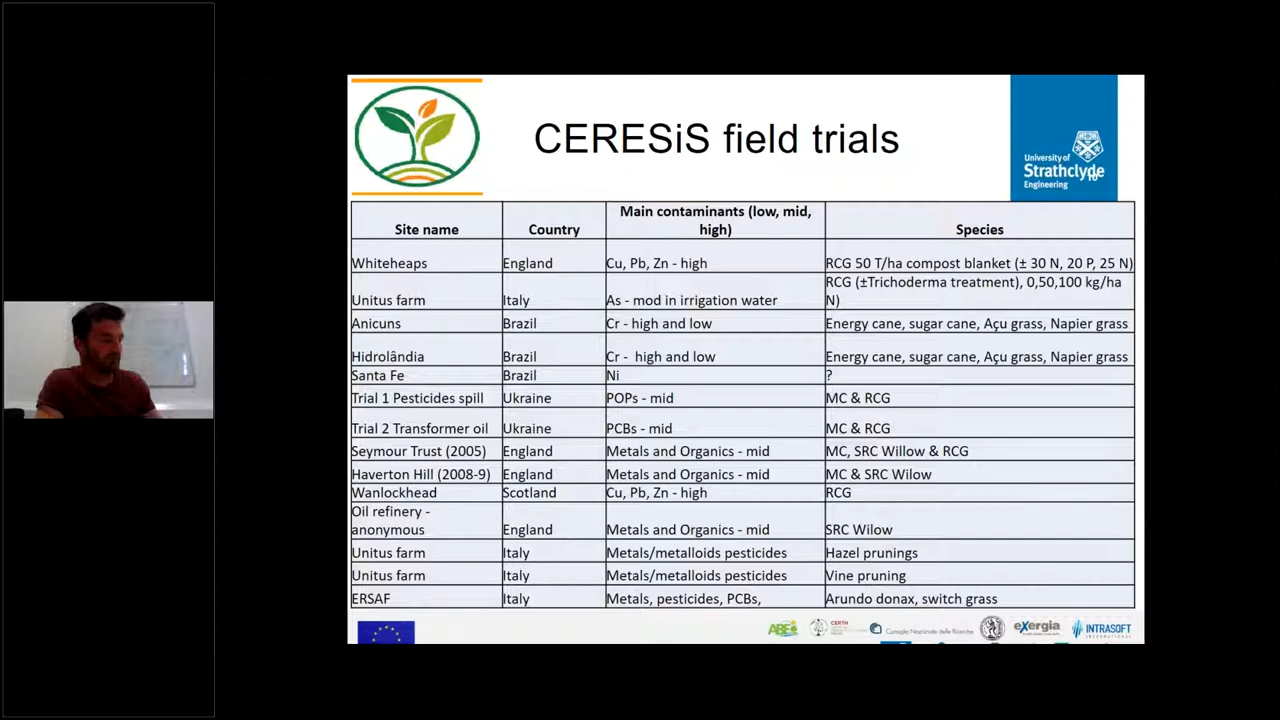 CERESiS field trials
University of
Strathclyde
Engineering
Main contaminants (low, mid,
Site name Country high) Species
Whiteheaps England Cu, Pb, Zn - high RCG 50 T/ha compost blanket (± 30 N, 20 P, 25 N)
RCG (±Trichoderma treatment), 0,50,100 kg/ha
Unitus farm Italy As - mod in irrigation water N)
Anicuns Brazil Cr - high and low Energy cane, sugar cane, Açu grass, Napier grass
Hidrolândia Brazil Cr - high and low Energy cane, sugar cane, Açu grass, Napier grass
Santa Fe Brazil Ni ?
Trial 1 Pesticides spill Ukraine POPs - mid MC & RCG
Trial 2 Transformer oil Ukraine PCBs - mid MC & RCG
Seymour Trust (2005) England Metals and Organics - mid MC, SRC Willow & RCG
Haverton Hill (2008-9) England Metals and Organics - mid MC & SRC Wilow
Wanlockhead Scotland Cu, Pb, Zn - high RCG
Oil refinery -
anonymous England Metals and Organics - mid SRC Wilow
Unitus farm Italy Metals/metalloids pesticides Hazel prunings
Unitus farm Italy Metals/metalloids pesticides Vine pruning
ERSAF Italy Metals, pesticides, PCBs, Arundo donax, switch grass
ABE CERTH Consiglio Nazionale delle Ricerche exergia INTRASOFT
INTERNATIONAL